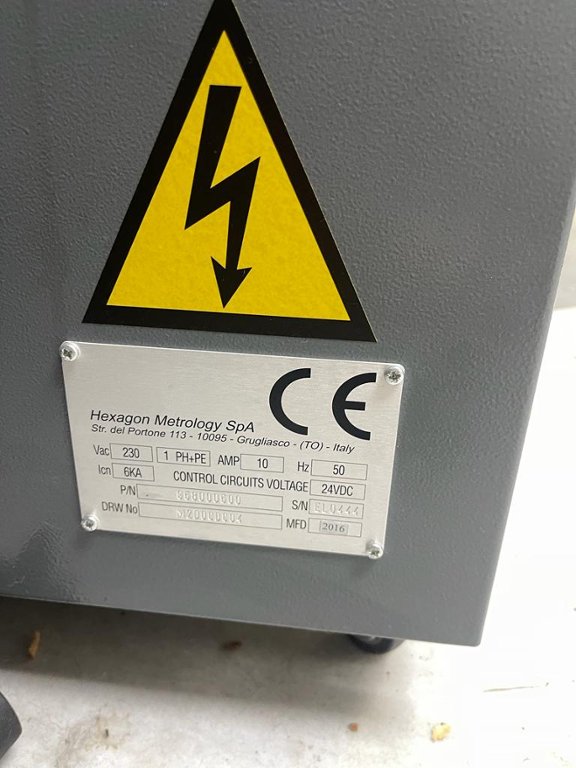 CE
Hexagon Metrology SpA
Str. del Portone 113 - 10095 - Grugliasco - (TO) - Italy
Vac 230 1 PH+PE AMP 10 Hz 50
Icn 6KA CONTROL CIRCUITS VOLTAGE 24VDC
P/N S/N
DRW No MFD 2016